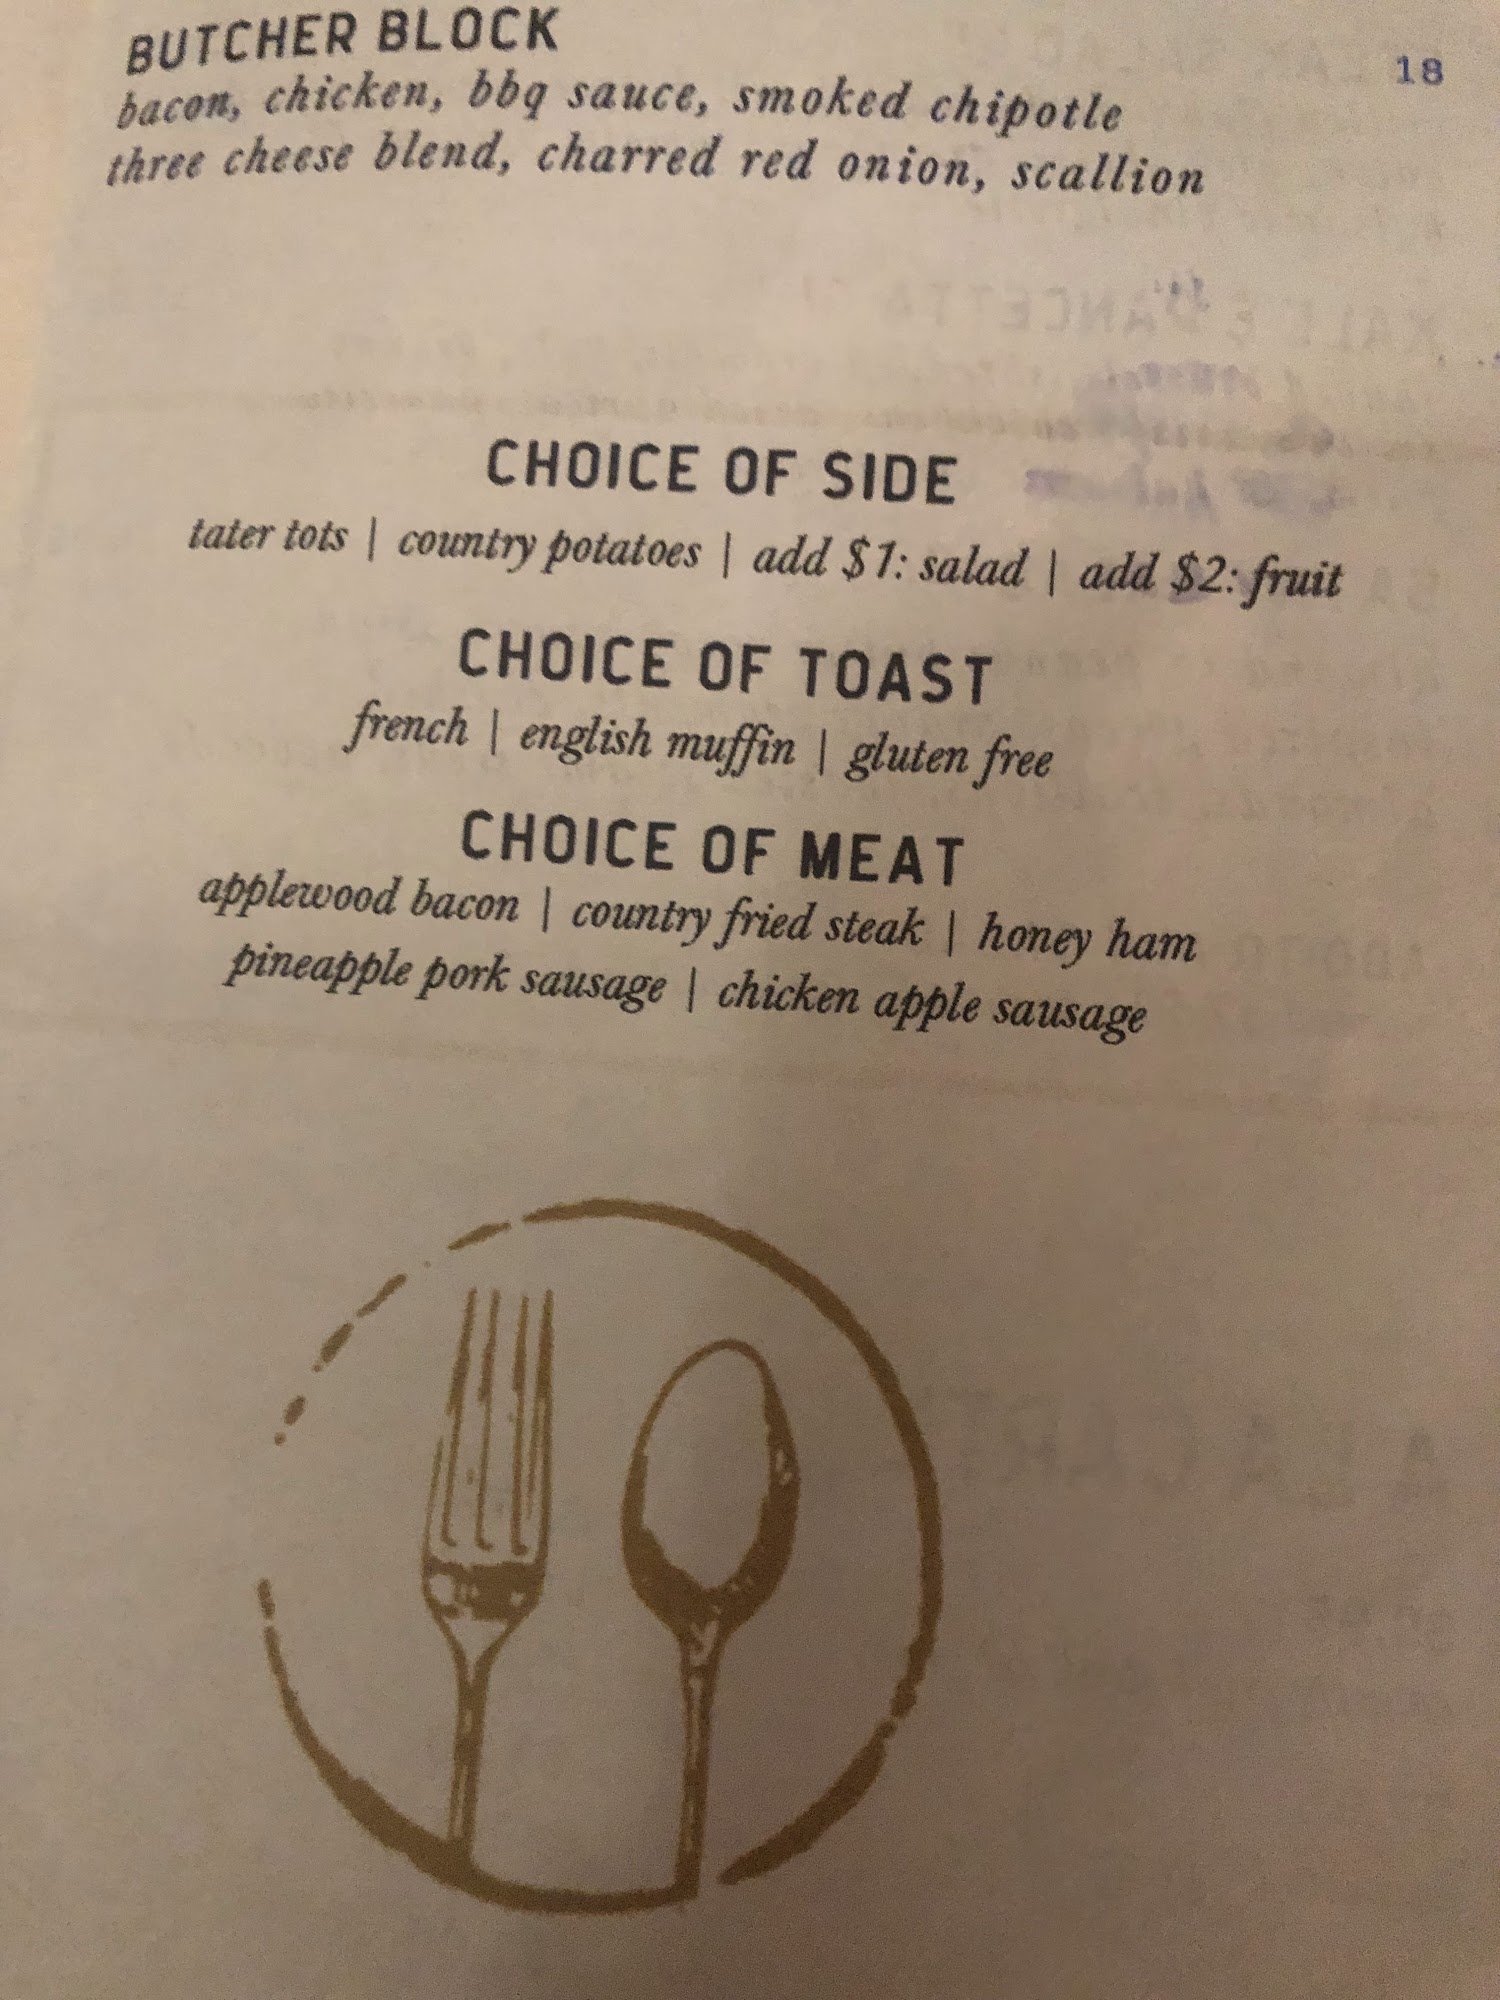 BUTCHER BLOCK 18
bacon, chicken, bbq sauce, smoked chipotle
three cheese blend, charred red onion, scallion
CHOICE OF SIDE
tater tots | country potatoes | add $1: salad | add $2: fruit
CHOICE OF TOAST
french | english muffin | gluten free
CHOICE OF MEAT
applewood bacon | country fried steak | honey ham
pineapple pork sausage | chicken apple sausage